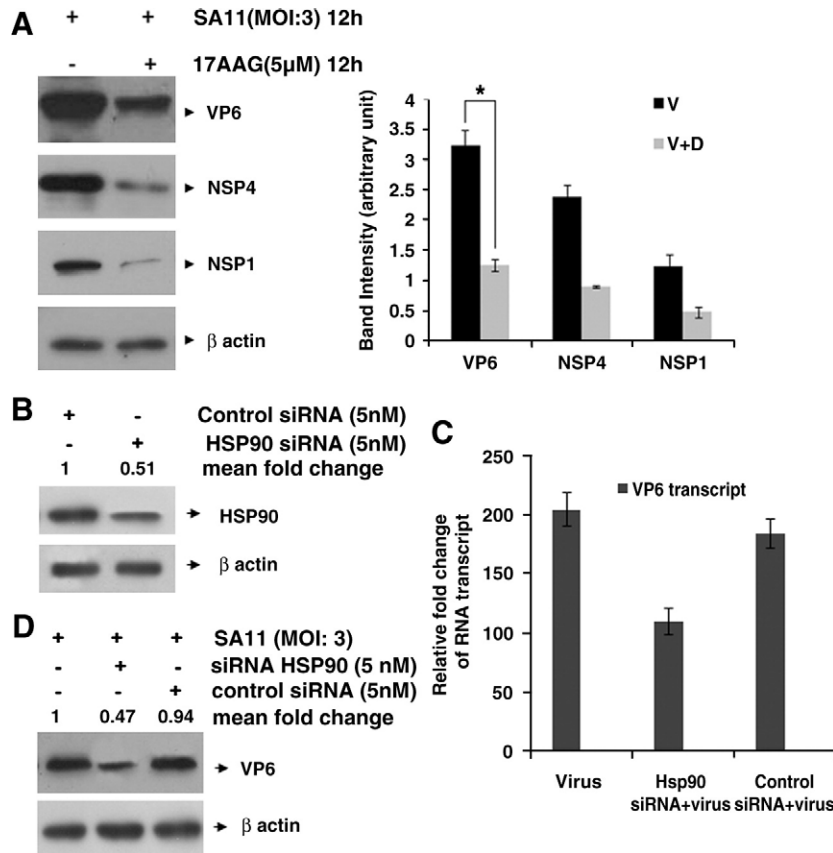 A
+ + SA11(MOI:3) 12h
- + 17AAG(5µM) 12h
VP6
NSP4
NSP1
β actin
Band Intensity (arbitrary unit)
4
3.5
3
2.5
2
1.5
1
0.5
0
*
V
V+D
VP6 NSP4 NSP1
B
+ - Control siRNA (5nM)
- + HSP90 siRNA (5nM)
1 0.51 mean fold change
HSP90
β actin
C
Relative fold change
of RNA transcript
250
200
150
100
50
0
VP6 transcript
Virus Hsp90 Control
siRNA+virus siRNA+virus
D
+ + + SA11 (MOI: 3)
- + - siRNA HSP90 (5 nM)
- - + control siRNA (5nM)
1 0.47 0.94 mean fold change
VP6
β actin